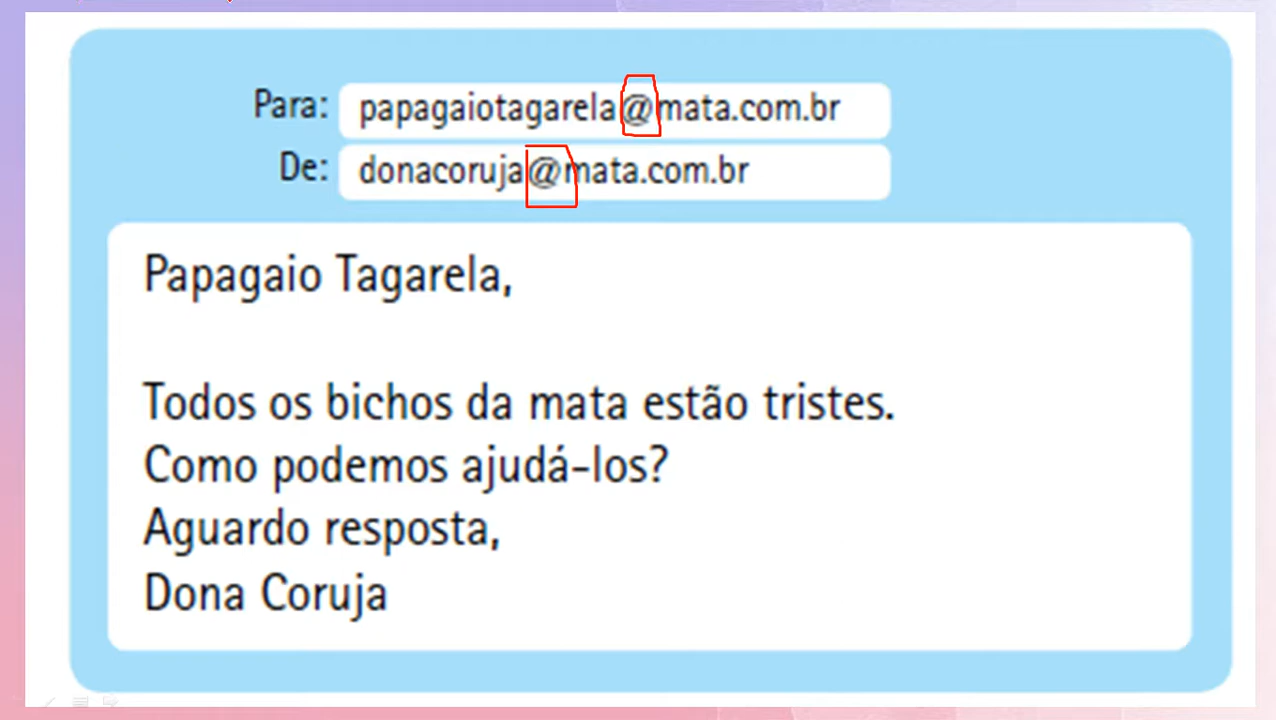 Para: papagaiotagarela@mata.com.br
De: donacoruja@mata.com.br
Papagaio Tagarela,
Todos os bichos da mata estão tristes.
Como podemos ajudá-los?
Aguardo resposta,
Dona Coruja